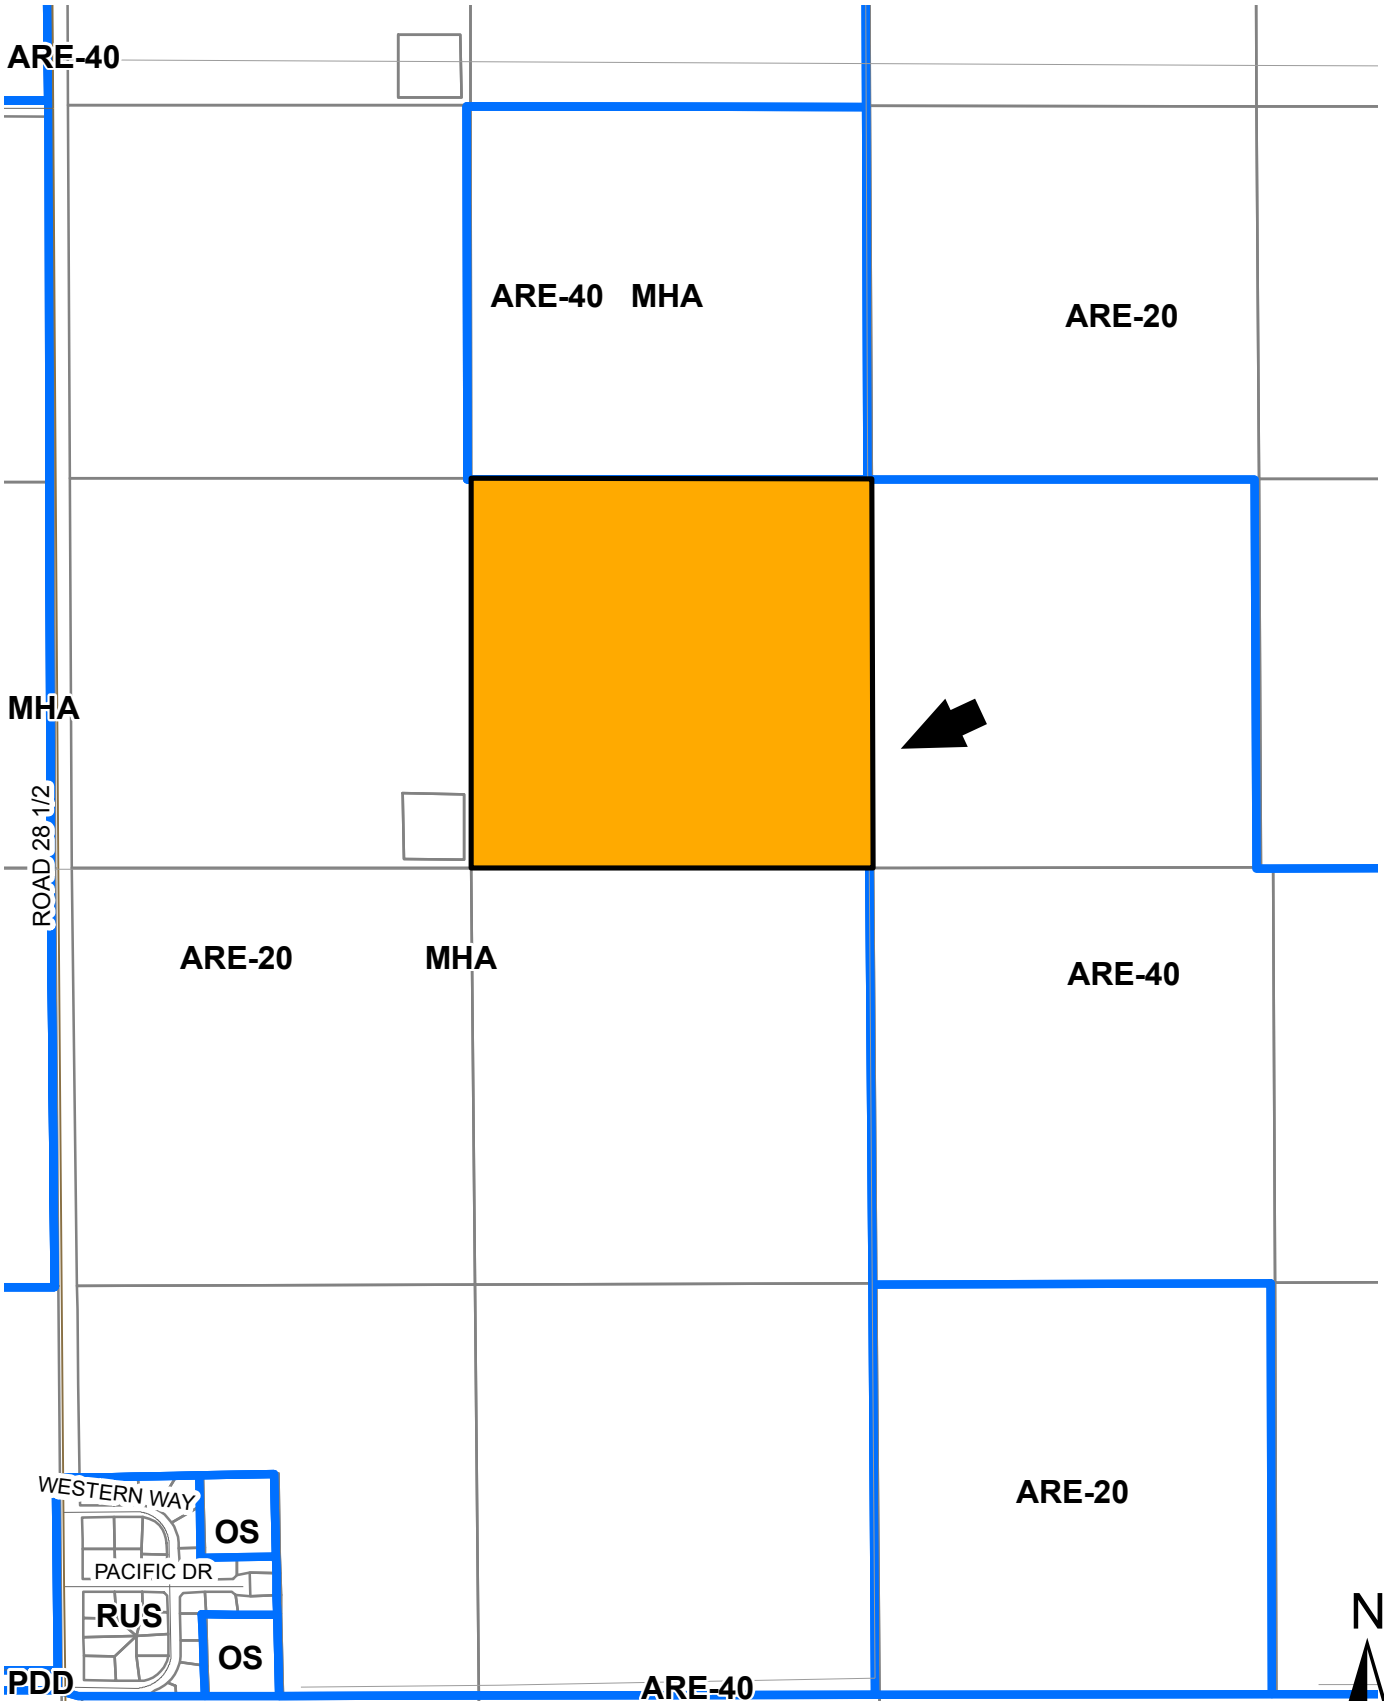 ARE-40
ARE-40 MHA
ARE-20
MHA
ROAD 28 1/2
ARE-20
MHA
ARE-40
WESTERN WAY
ARE-20
OS
PACIFIC DR
RUS
N
OS
PDD
ARE-40